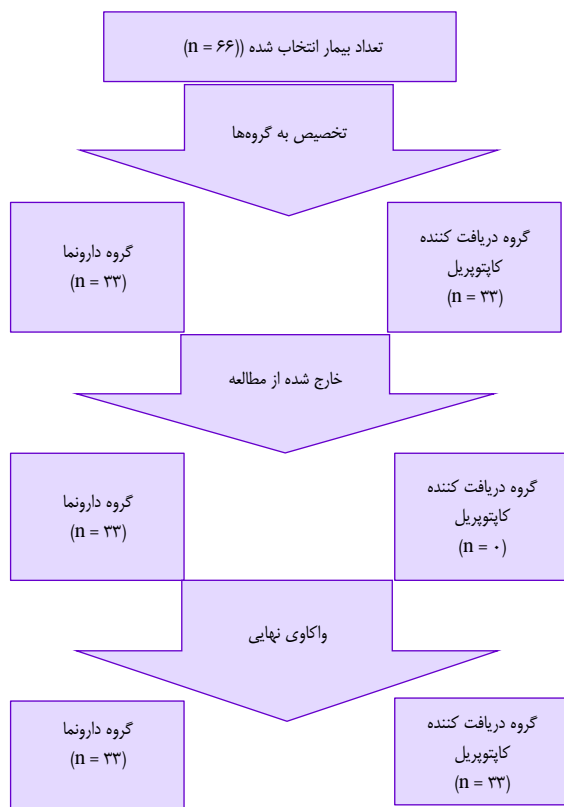 تعداد بیمار انتخاب شده ((n = ۶۶)
تخصیص به گروه‌ها
گروه دریافت کننده
کاپتوپریل
(n = ۳۳)
گروه دارونما
(n = ۳۳)
خارج شده از مطالعه
گروه دریافت کننده
کاپتوپریل
(n = ۰)
گروه دارونما
(n = ۳۳)
واکاوی نهایی
گروه دریافت کننده
کاپتوپریل
(n = ۳۳)
گروه دارونما
(n = ۳۳)